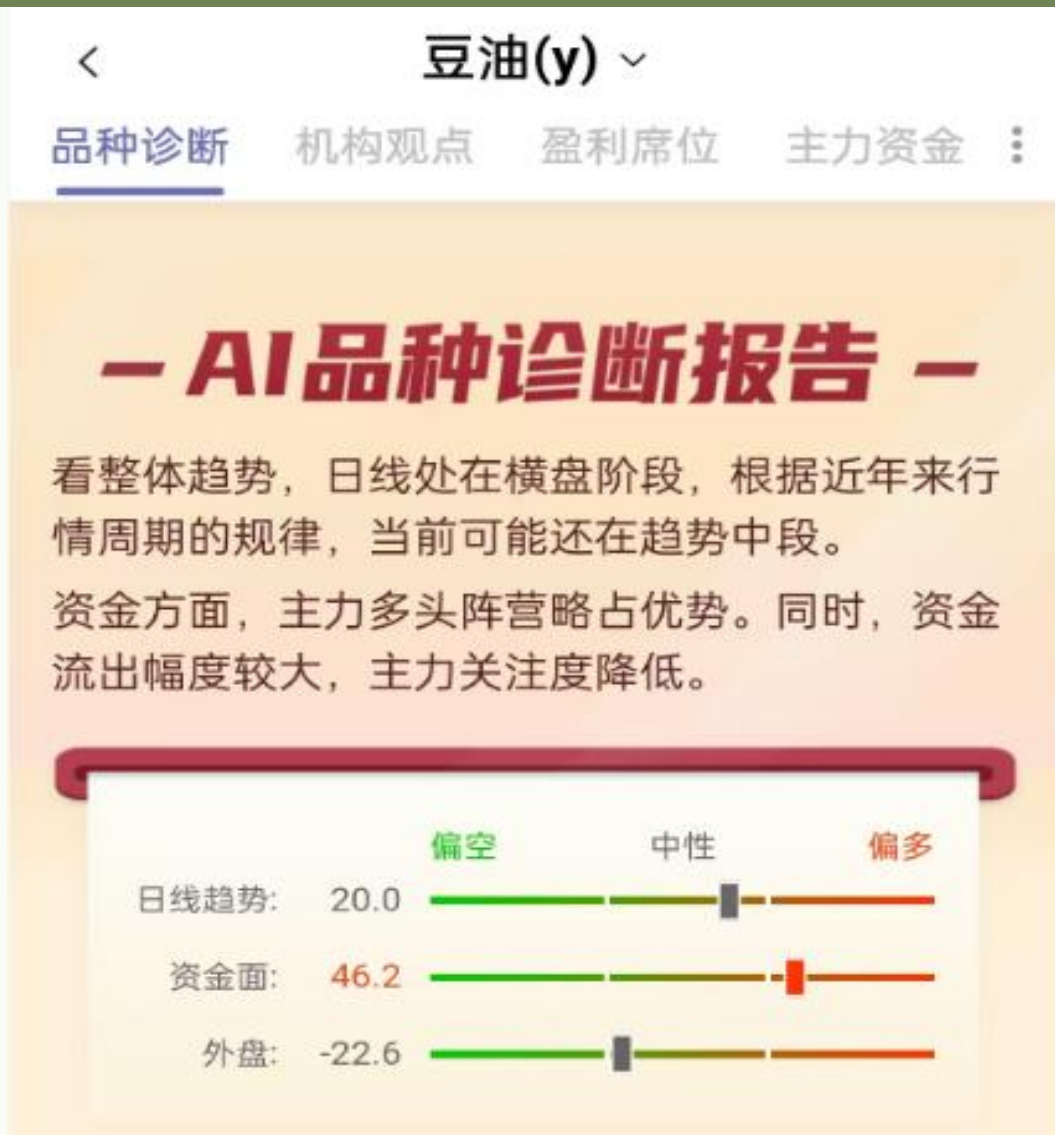 豆油(y)
品种诊断 机构观点 盈利席位 主力资金
AI品种诊断报告
看整体趋势，日线处在横盘阶段，根据近年来行
情周期的规律，当前可能还在趋势中段。
资金方面，主力多头阵营略占优势。同时，资金
流出幅度较大，主力关注度降低。
偏空 中性 偏多
日线趋势: 20.0
资金面: 46.2
外盘: -22.6